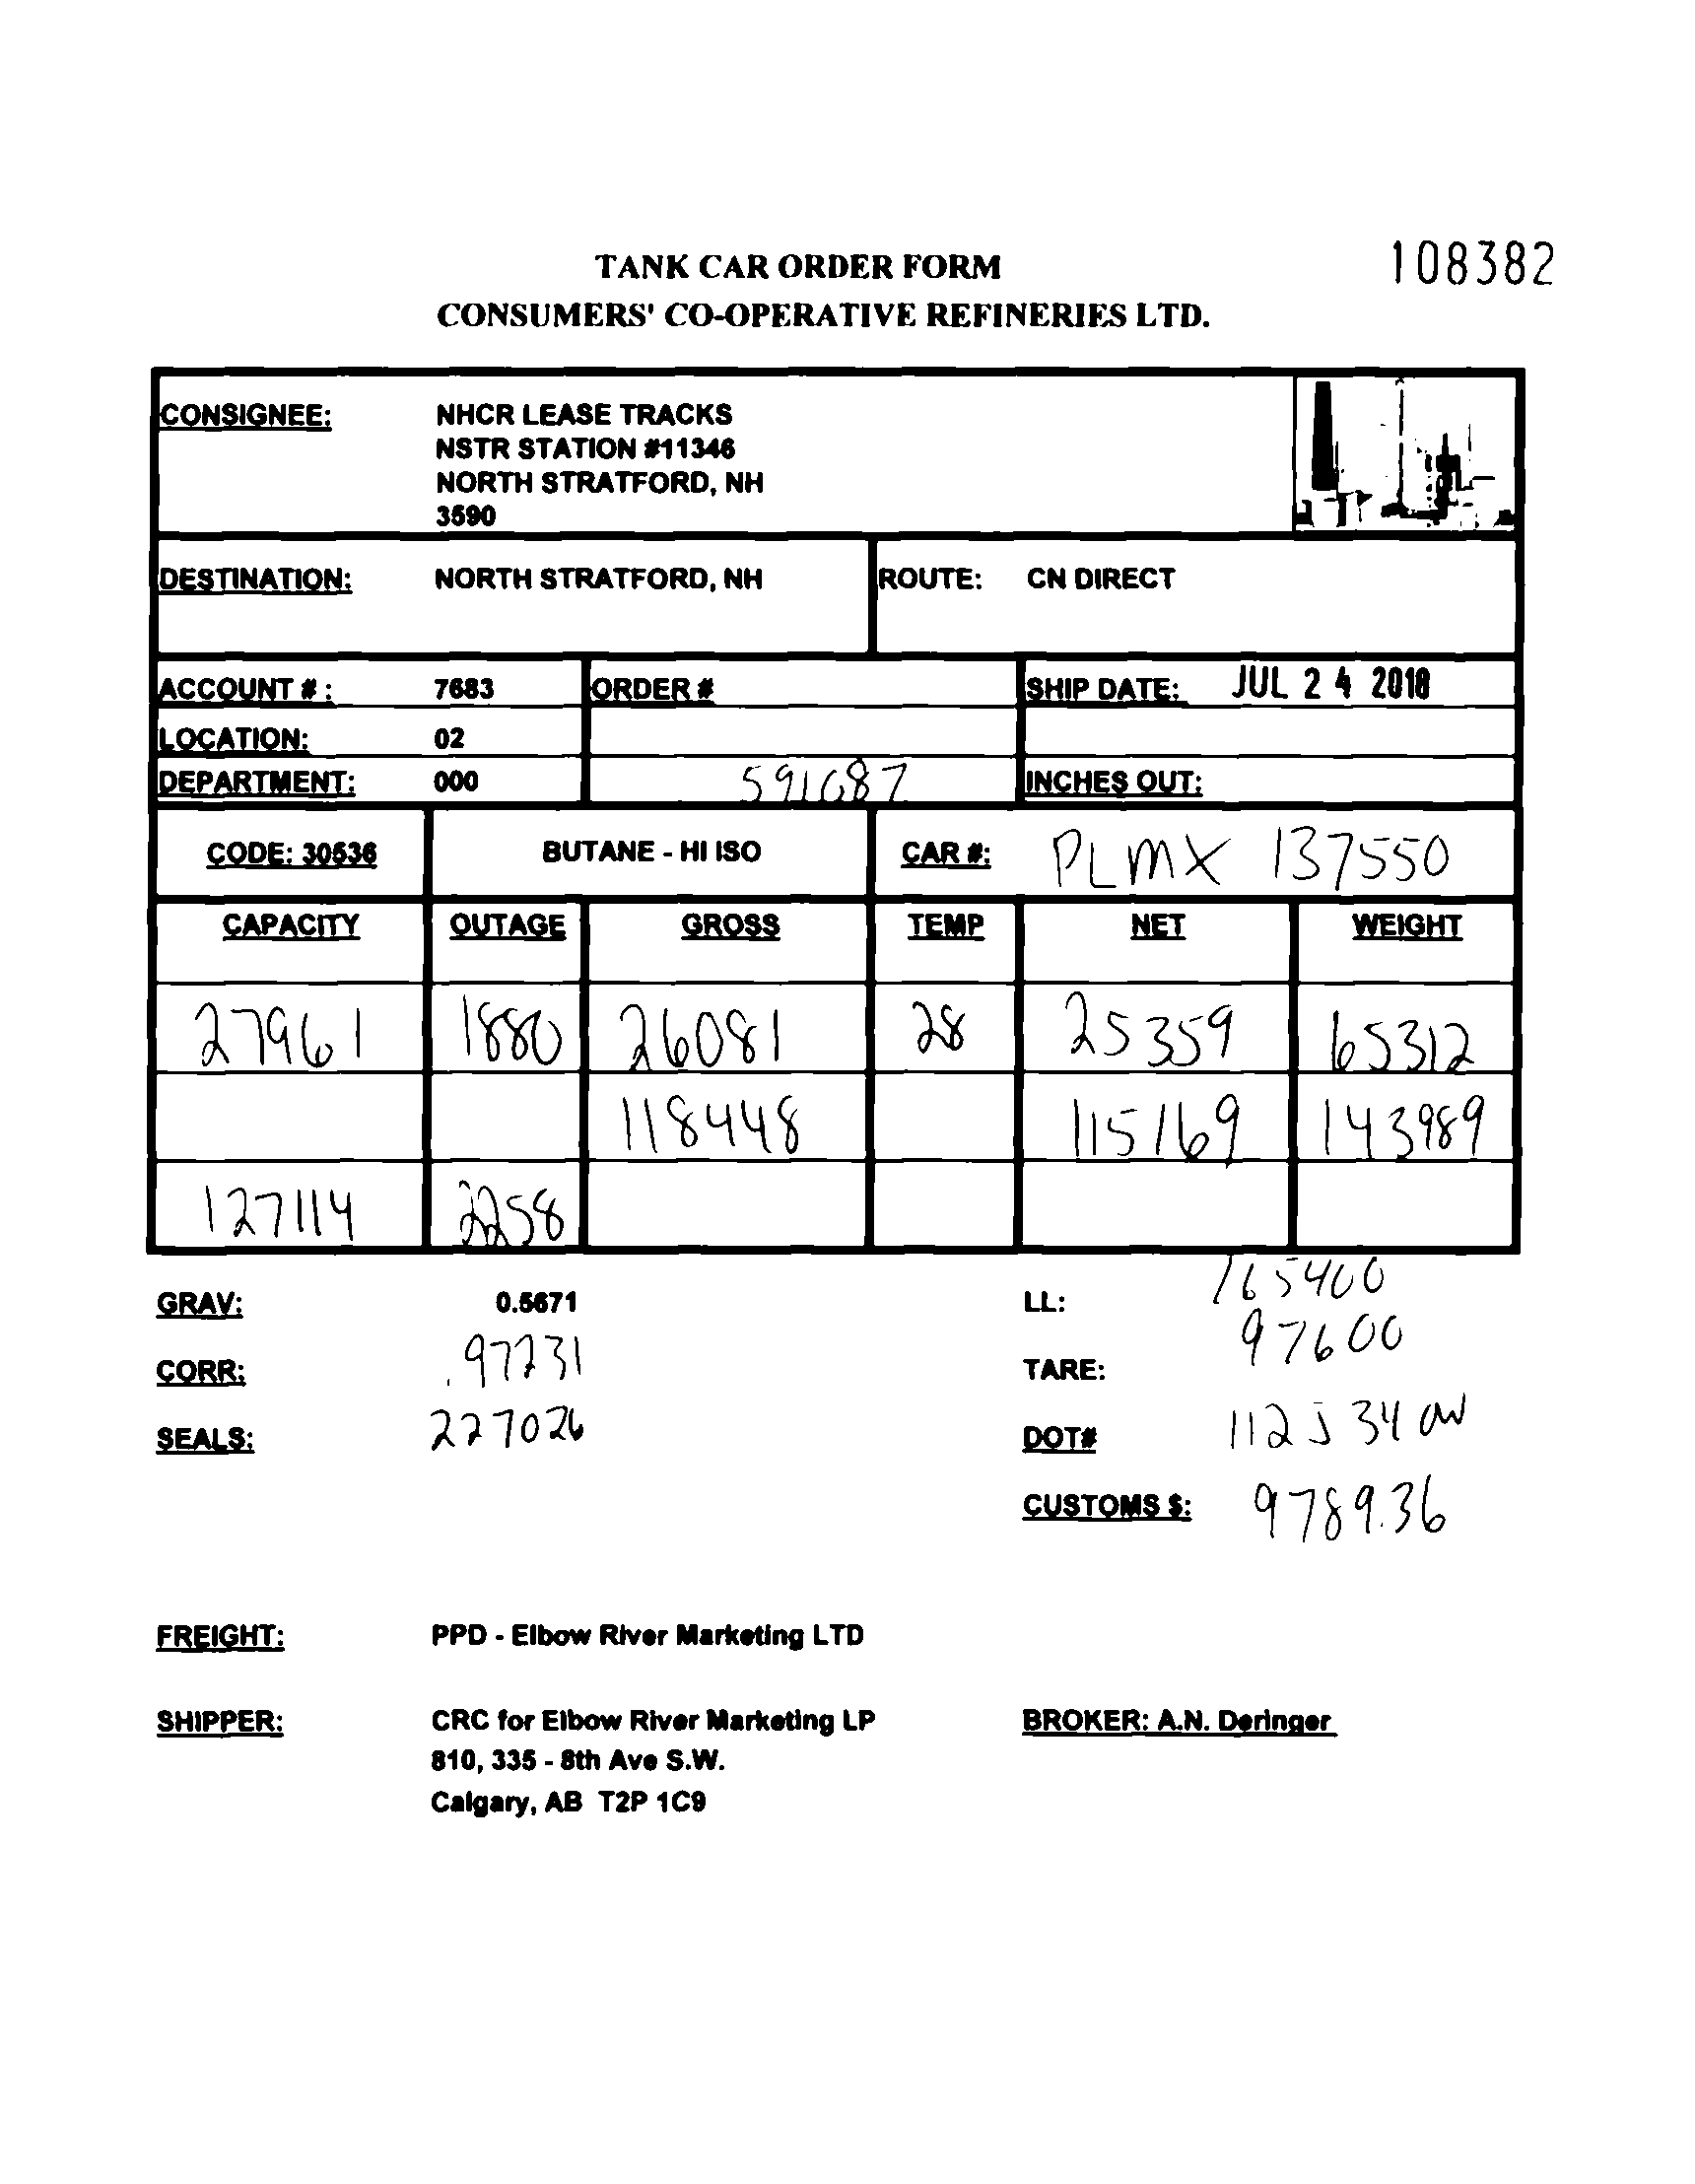 108382
TANK CAR ORDER FORM
CONSUMERS' CO-OPERATIVE REFINERIES LTD.
CONSIGNEE: NHCR LEASE TRACKS
NSTR STATION #11346
NORTH STRATFORD, NH
3590
DESTINATION: NORTH STRATFORD, NH ROUTE: CN DIRECT
ACCOUNT # : 7683 ORDER # SHIP DATE: JUL 24 2018
LOCATION: 02
DEPARTMENT: 000 591687 INCHES OUT:
CODE: 30536 BUTANE - HI ISO CAR #: PLMX 137550
CAPACITY OUTAGE GROSS TEMP NET WEIGHT
27961 1880 26081 28 25359 65312
118448 115169 143989
127114 2258
GRAV: 0.5671 LL: 165400
CORR: .97231 TARE: 97600
SEALS: 227026 DOT# 112J34OW
CUSTOMS $: 9789.36
FREIGHT: PPD - Elbow River Marketing LTD
SHIPPER: CRC for Elbow River Marketing LP BROKER: A.N. Deringer
810, 335 - 8th Ave S.W.
Calgary, AB T2P 1C9